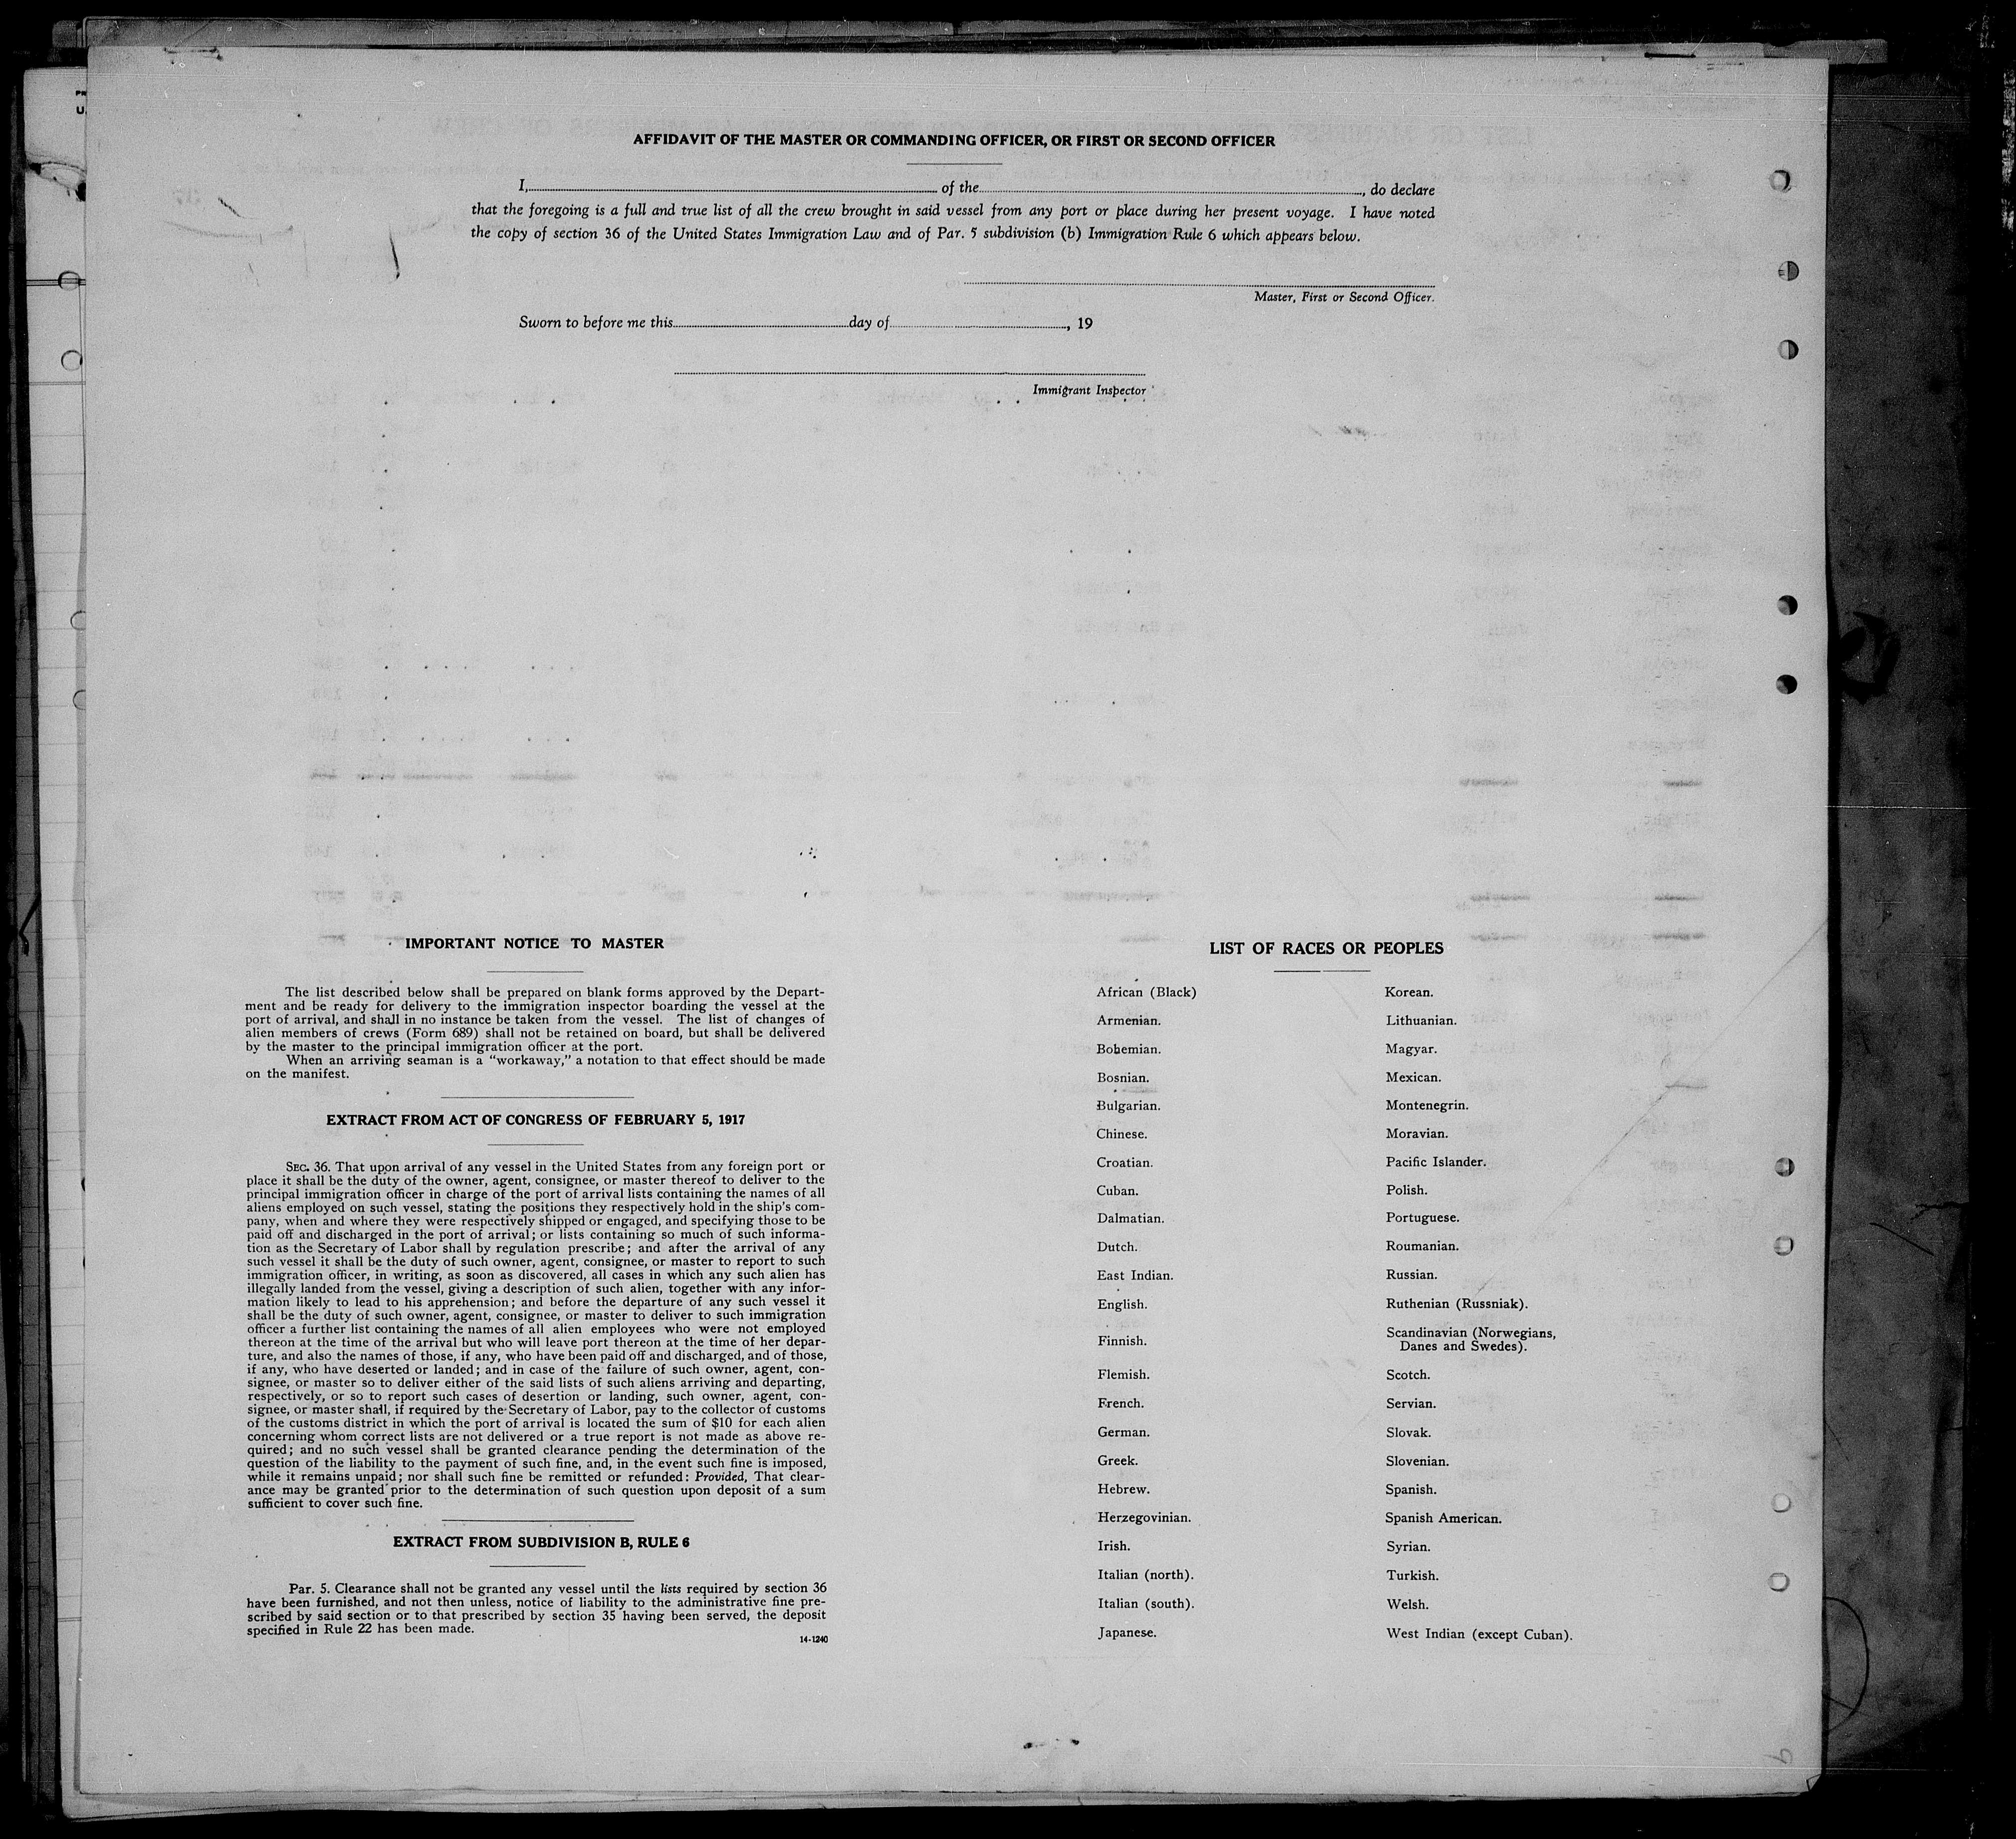 AFFIDAVIT OF THE MASTER OR COMMANDING OFFICER, OR FIRST OR SECOND OFFICER
I, of the , do declare
that the foregoing is a full and true list of all the crew brought in said vessel from any port or place during her present voyage. I have noted
the copy of section 36 of the United States Immigration Law and of Par. 5 subdivision (b) Immigration Rule 6 which appears below.
Master, First or Second Officer.
Sworn to before me this day of , 19
Immigrant Inspector
IMPORTANT NOTICE TO MASTER
The list described below shall be prepared on blank forms approved by the Depart-
ment and be ready for delivery to the immigration inspector boarding the vessel at the
port of arrival, and shall in no instance be taken from the vessel. The list of changes of
alien members of crews (Form 689) shall not be retained on board, but shall be delivered
by the master to the principal immigration officer at the port.
When an arriving seaman is a "workaway," a notation to that effect should be made
on the manifest.
EXTRACT FROM ACT OF CONGRESS OF FEBRUARY 5, 1917
SEC. 36. That upon arrival of any vessel in the United States from any foreign port or
place it shall be the duty of the owner, agent, consignee, or master thereof to deliver to the
principal immigration officer in charge of the port of arrival lists containing the names of all
aliens employed on such vessel, stating the positions they respectively hold in the ship's com-
pany, when and where they were respectively shipped or engaged, and specifying those to be
paid off and discharged in the port of arrival; or lists containing so much of such informa-
tion as the Secretary of Labor shall by regulation prescribe; and after the arrival of any
such vessel it shall be the duty of such owner, agent, consignee, or master to report to such
immigration officer, in writing, as soon as discovered, all cases in which any such alien has
illegally landed from the vessel, giving a description of such alien, together with any infor-
mation likely to lead to his apprehension; and before the departure of any such vessel it
shall be the duty of such owner, agent, consignee, or master to deliver to such immigration
officer a further list containing the names of all alien employees who were not employed
thereon at the time of the arrival but who will leave port thereon at the time of her depar-
ture, and also the names of those, if any, who have been paid off and discharged, and of those,
if any, who have deserted or landed; and in case of the failure of such owner, agent, con-
signee, or master so to deliver either of the said lists of such aliens arriving and departing,
respectively, or so to report such cases of desertion or landing, such owner, agent, con-
signee, or master shall, if required by the Secretary of Labor, pay to the collector of customs
of the customs district in which the port of arrival is located the sum of $10 for each alien
concerning whom correct lists are not delivered or a true report is not made as above re-
quired; and no such vessel shall be granted clearance pending the determination of the
question of the liability to the payment of such fine, and, in the event such fine is imposed,
while it remains unpaid; nor shall such fine be remitted or refunded: Provided, That clear-
ance may be granted prior to the determination of such question upon deposit of a sum
sufficient to cover such fine.
EXTRACT FROM SUBDIVISION B, RULE 6
Par. 5. Clearance shall not be granted any vessel until the lists required by section 36
have been furnished, and not then unless, notice of liability to the administrative fine pre-
scribed by said section or to that prescribed by section 35 having been served, the deposit
specified in Rule 22 has been made.
14-1240
LIST OF RACES OR PEOPLES
African (Black)
Armenian.
Bohemian.
Bosnian.
Bulgarian.
Chinese.
Croatian.
Cuban.
Dalmatian.
Dutch.
East Indian.
English.
Finnish.
Flemish.
French.
German.
Greek.
Hebrew.
Herzegovinian.
Irish.
Italian (north).
Italian (south).
Japanese.
Korean.
Lithuanian.
Magyar.
Mexican.
Montenegrin.
Moravian.
Pacific Islander.
Polish.
Portuguese.
Roumanian.
Russian.
Ruthenian (Russniak).
Scandinavian (Norwegians,
Danes and Swedes).
Scotch.
Servian.
Slovak.
Slovenian.
Spanish.
Spanish American.
Syrian.
Turkish.
Welsh.
West Indian (except Cuban).